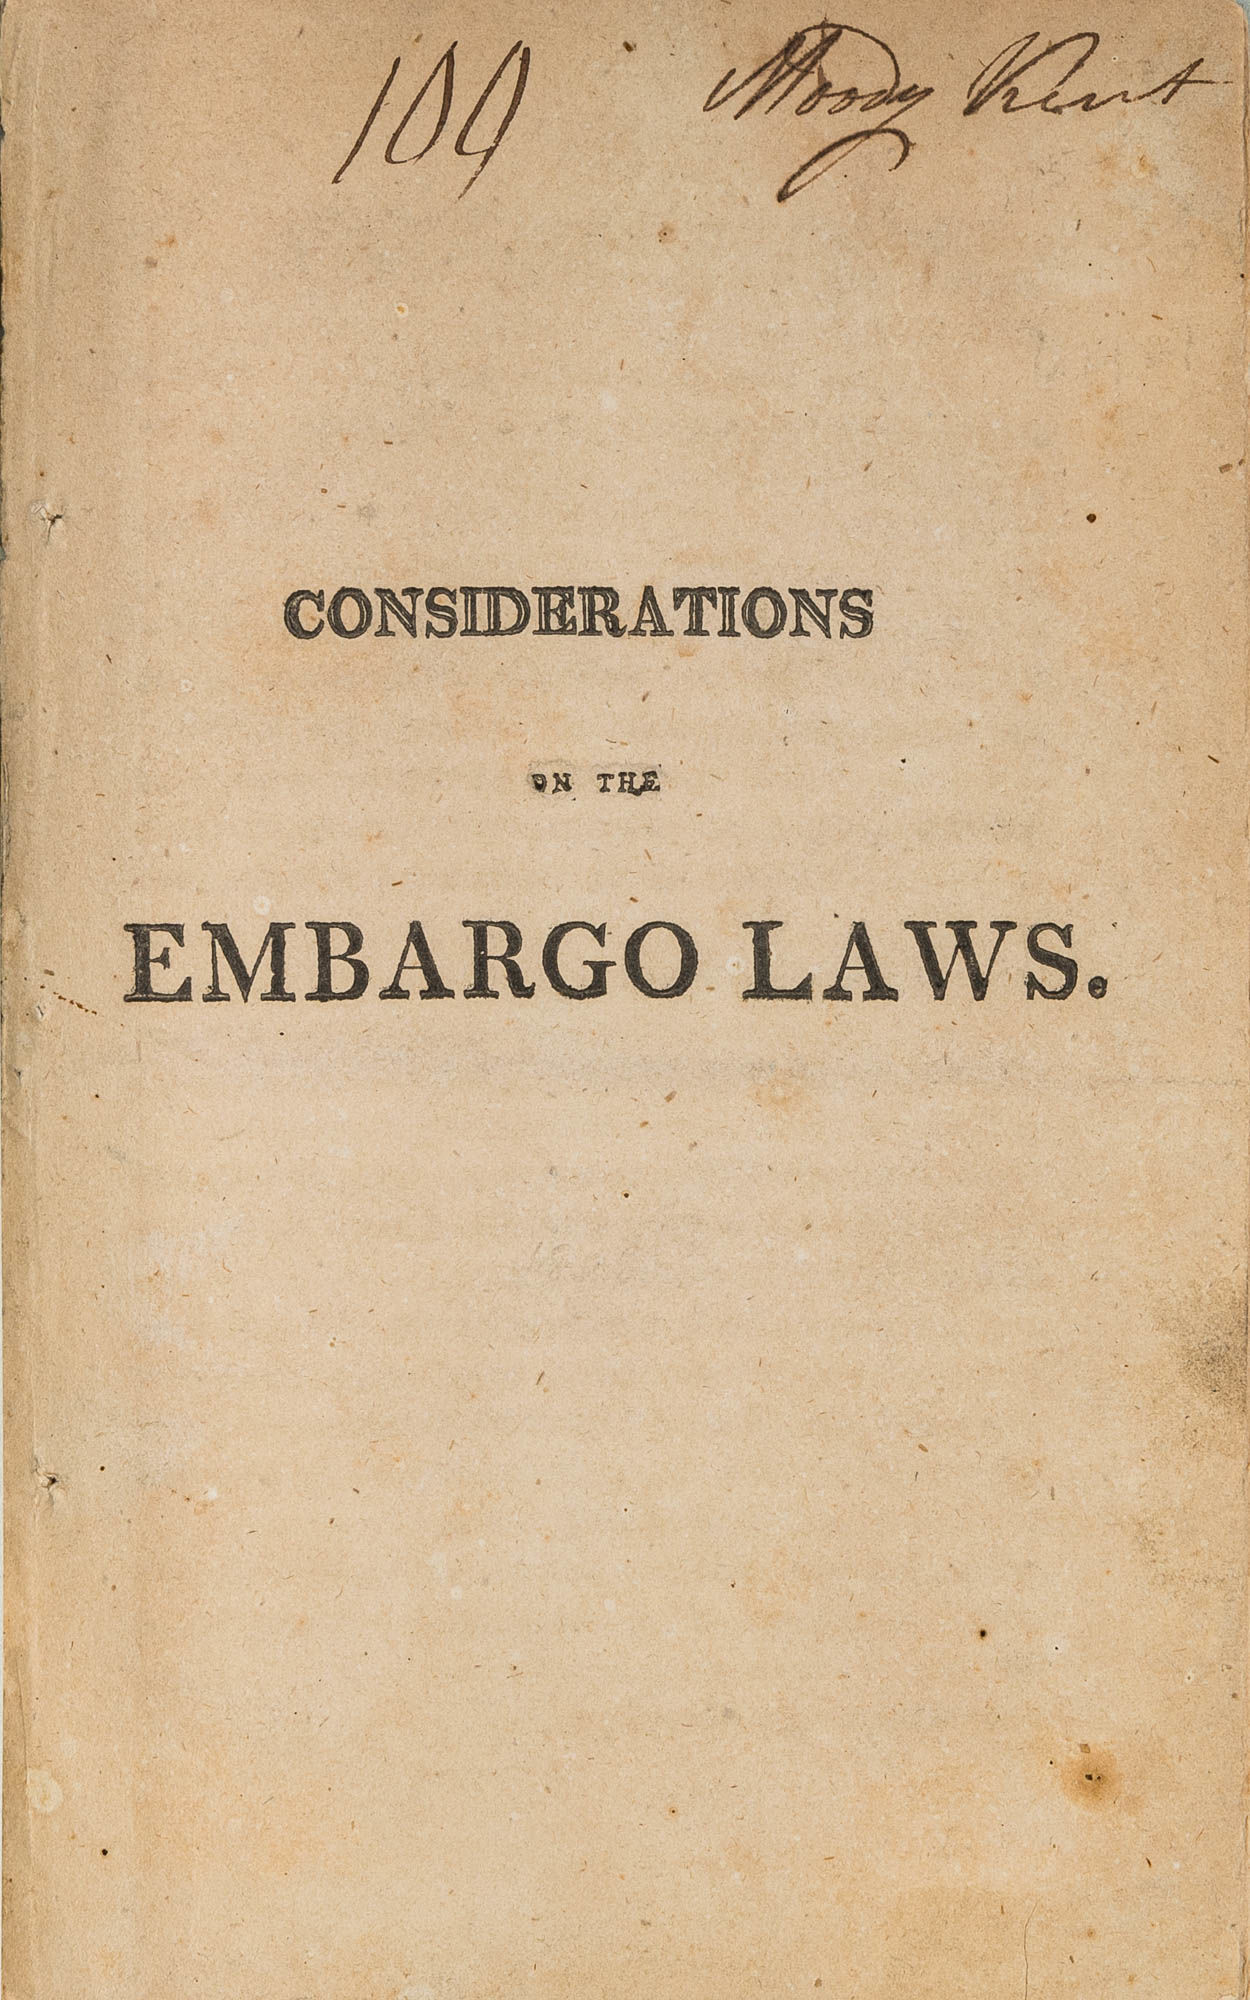 109 Moody Kent
CONSIDERATIONS
ON THE
EMBARGO LAWS.